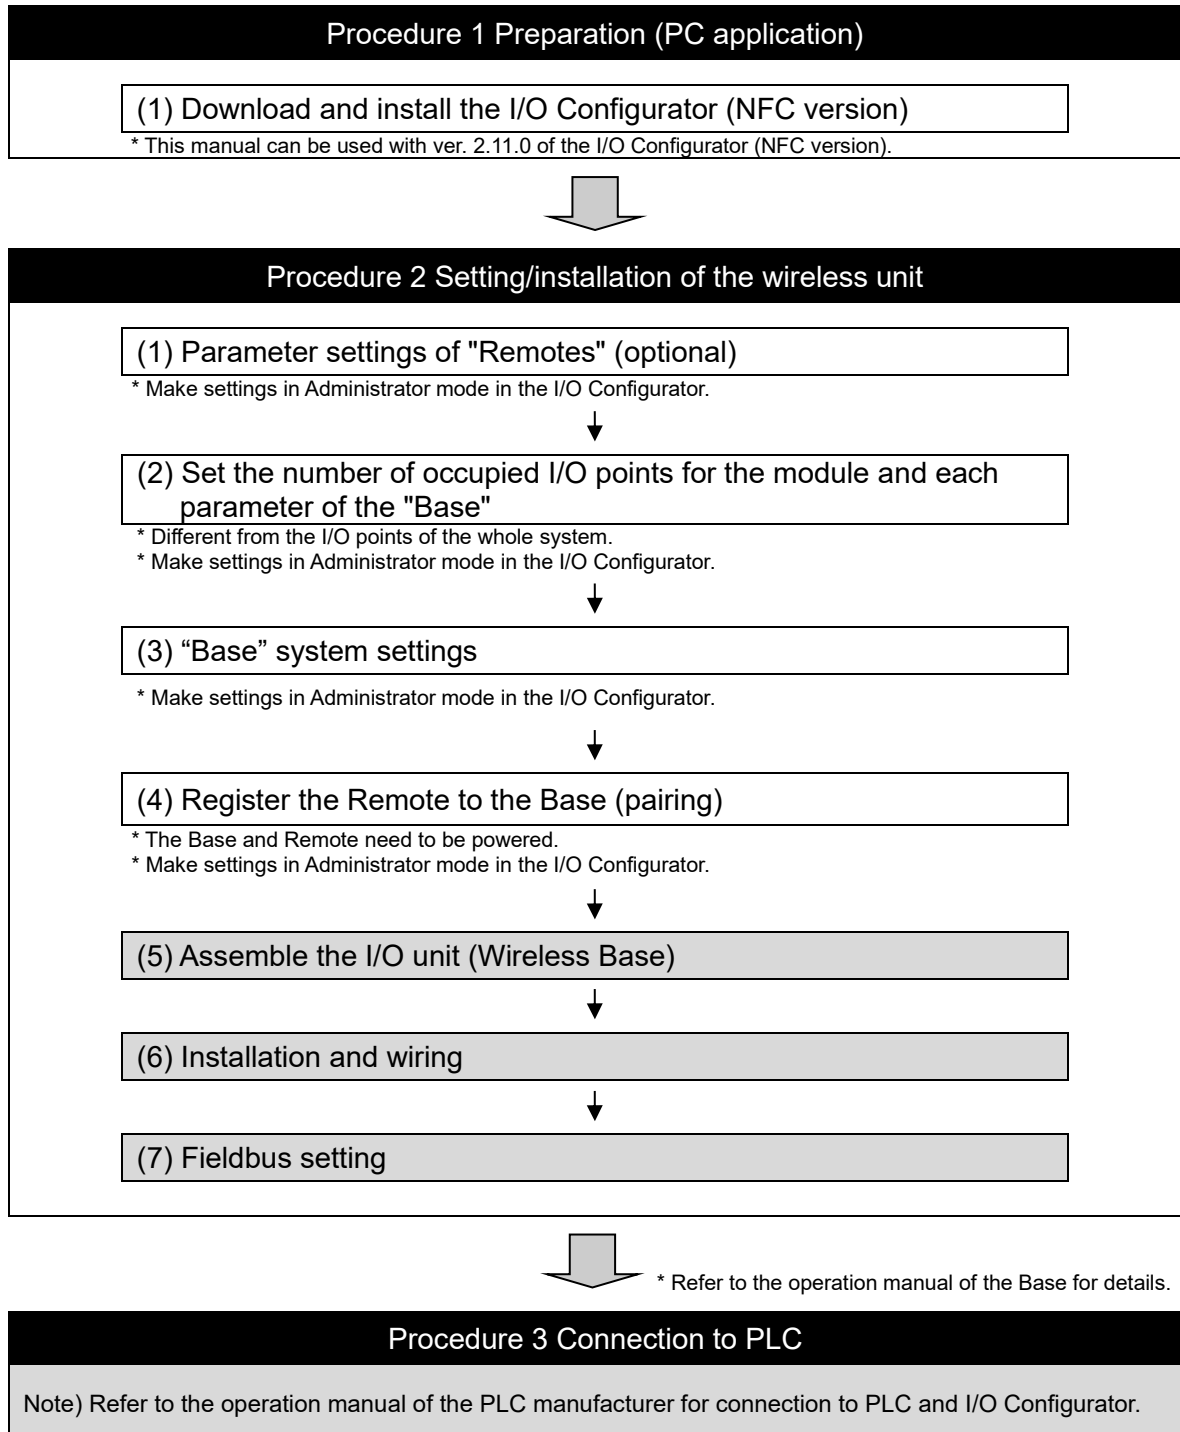 Procedure 1 Preparation (PC application)
(1) Download and install the I/O Configurator (NFC version)
* This manual can be used with ver. 2.11.0 of the I/O Configurator (NFC version).
Procedure 2 Setting/installation of the wireless unit
(1) Parameter settings of "Remotes" (optional)
* Make settings in Administrator mode in the I/O Configurator.
(2) Set the number of occupied I/O points for the module and each
parameter of the "Base"
* Different from the I/O points of the whole system.
* Make settings in Administrator mode in the I/O Configurator.
(3) “Base” system settings
* Make settings in Administrator mode in the I/O Configurator.
(4) Register the Remote to the Base (pairing)
* The Base and Remote need to be powered.
* Make settings in Administrator mode in the I/O Configurator.
(5) Assemble the I/O unit (Wireless Base)
(6) Installation and wiring
(7) Fieldbus setting
* Refer to the operation manual of the Base for details.
Procedure 3 Connection to PLC
Note) Refer to the operation manual of the PLC manufacturer for connection to PLC and I/O Configurator.